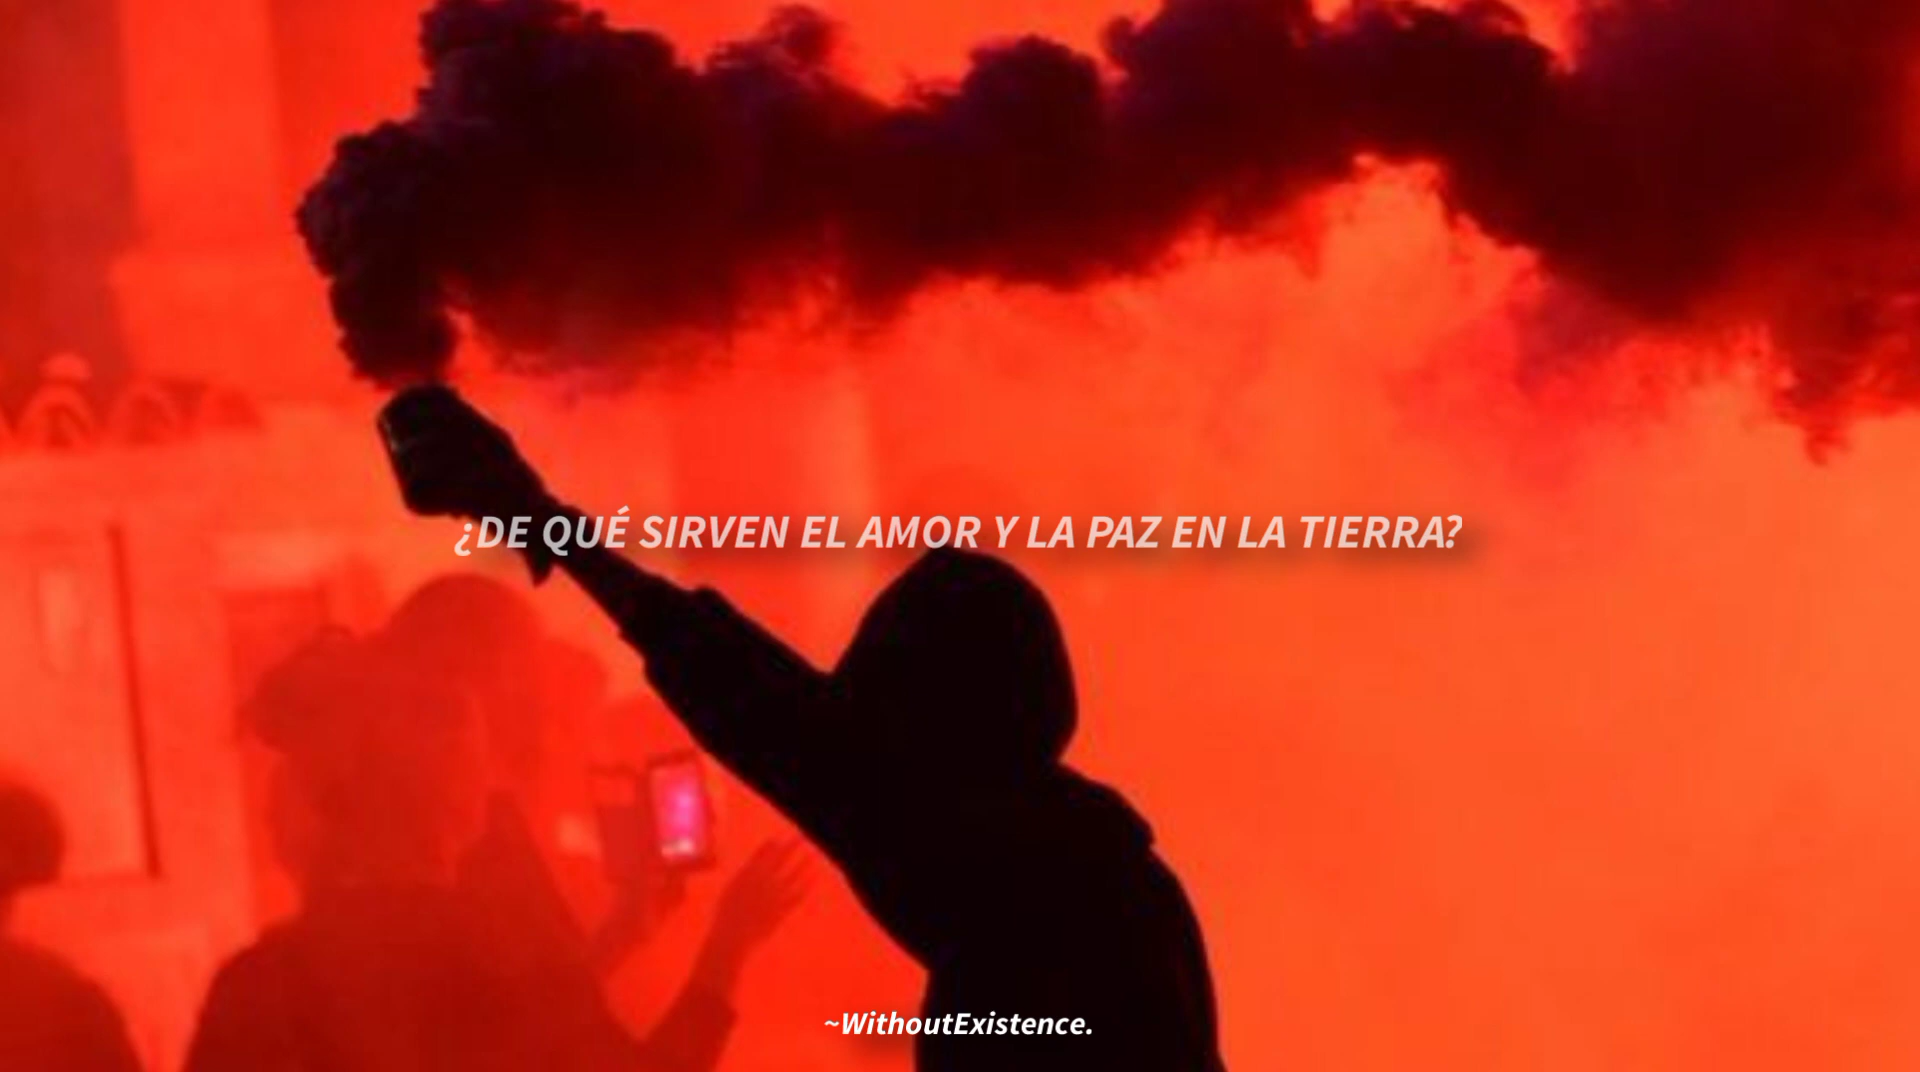 ¿DE QUÉ SIRVEN EL AMOR Y LA PAZ EN LA TIERRA?
~WithoutExistence.